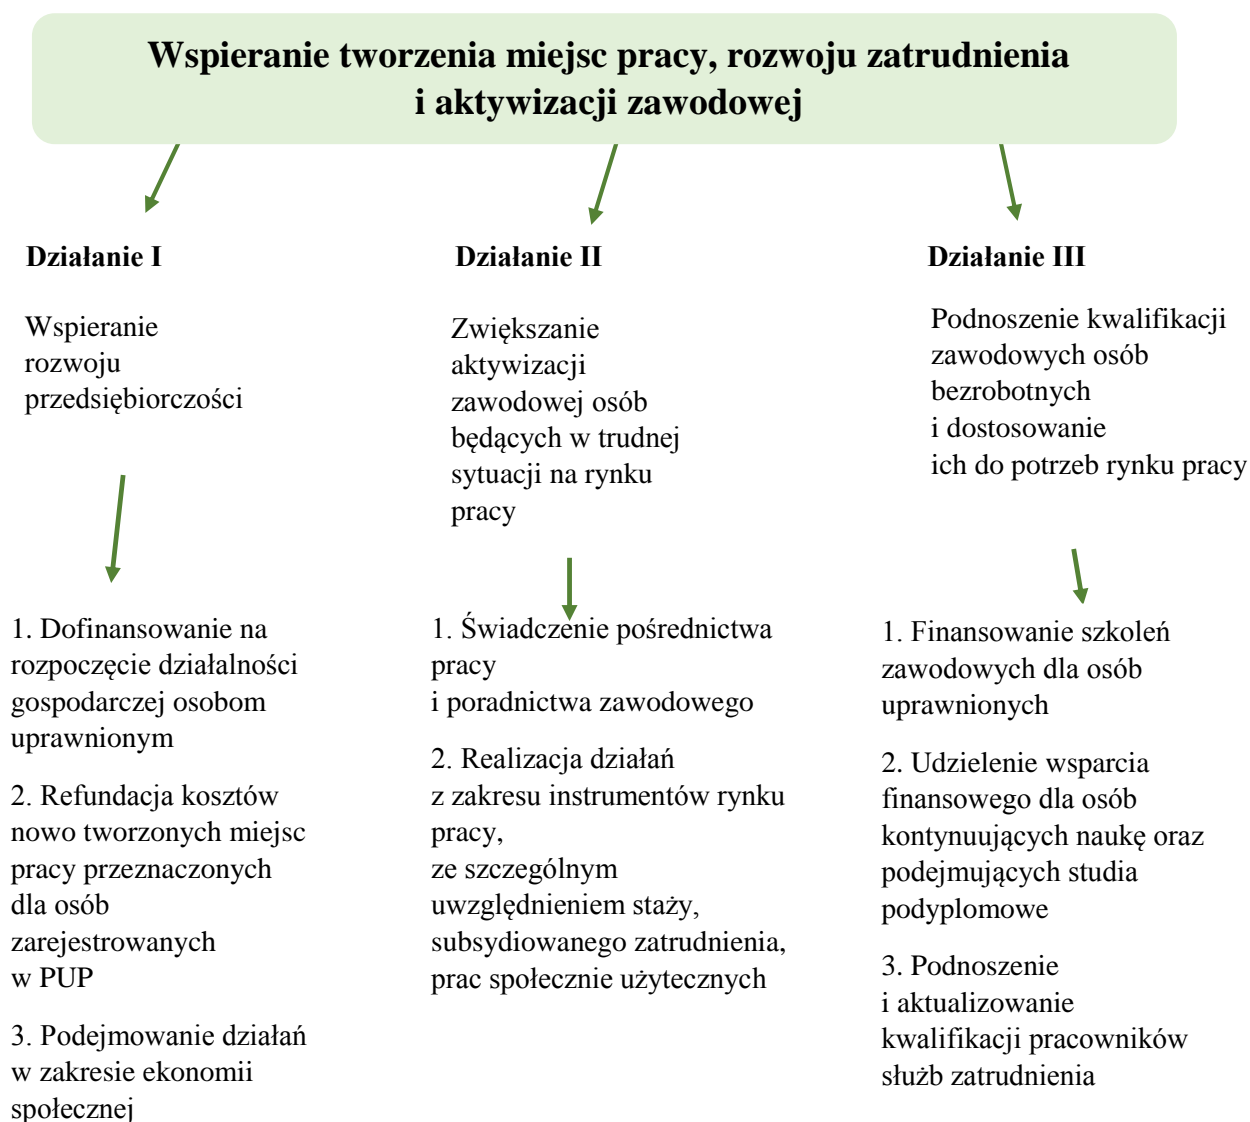 Wspieranie tworzenia miejsc pracy, rozwoju zatrudnienia
i aktywizacji zawodowej
Działanie I
Wspieranie
rozwoju
przedsiębiorczości
1. Dofinansowanie na
rozpoczęcie działalności
gospodarczej osobom
uprawnionym
2. Refundacja kosztów
nowo tworzonych miejsc
pracy przeznaczonych
dla osób
zarejestrowanych
w PUP
3. Podejmowanie działań
w zakresie ekonomii
społecznej
Działanie II
Zwiększanie
aktywizacji
zawodowej osób
będących w trudnej
sytuacji na rynku
pracy
1. Świadczenie pośrednictwa
pracy
i poradnictwa zawodowego
2. Realizacja działań
z zakresu instrumentów rynku
pracy,
ze szczególnym
uwzględnieniem staży,
subsydiowanego zatrudnienia,
prac społecznie użytecznych
Działanie III
Podnoszenie kwalifikacji
zawodowych osób
bezrobotnych
i dostosowanie
ich do potrzeb rynku pracy
1. Finansowanie szkoleń
zawodowych dla osób
uprawnionych
2. Udzielenie wsparcia
finansowego dla osób
kontynuujących naukę oraz
podejmujących studia
podyplomowe
3. Podnoszenie
i aktualizowanie
kwalifikacji pracowników
służb zatrudnienia